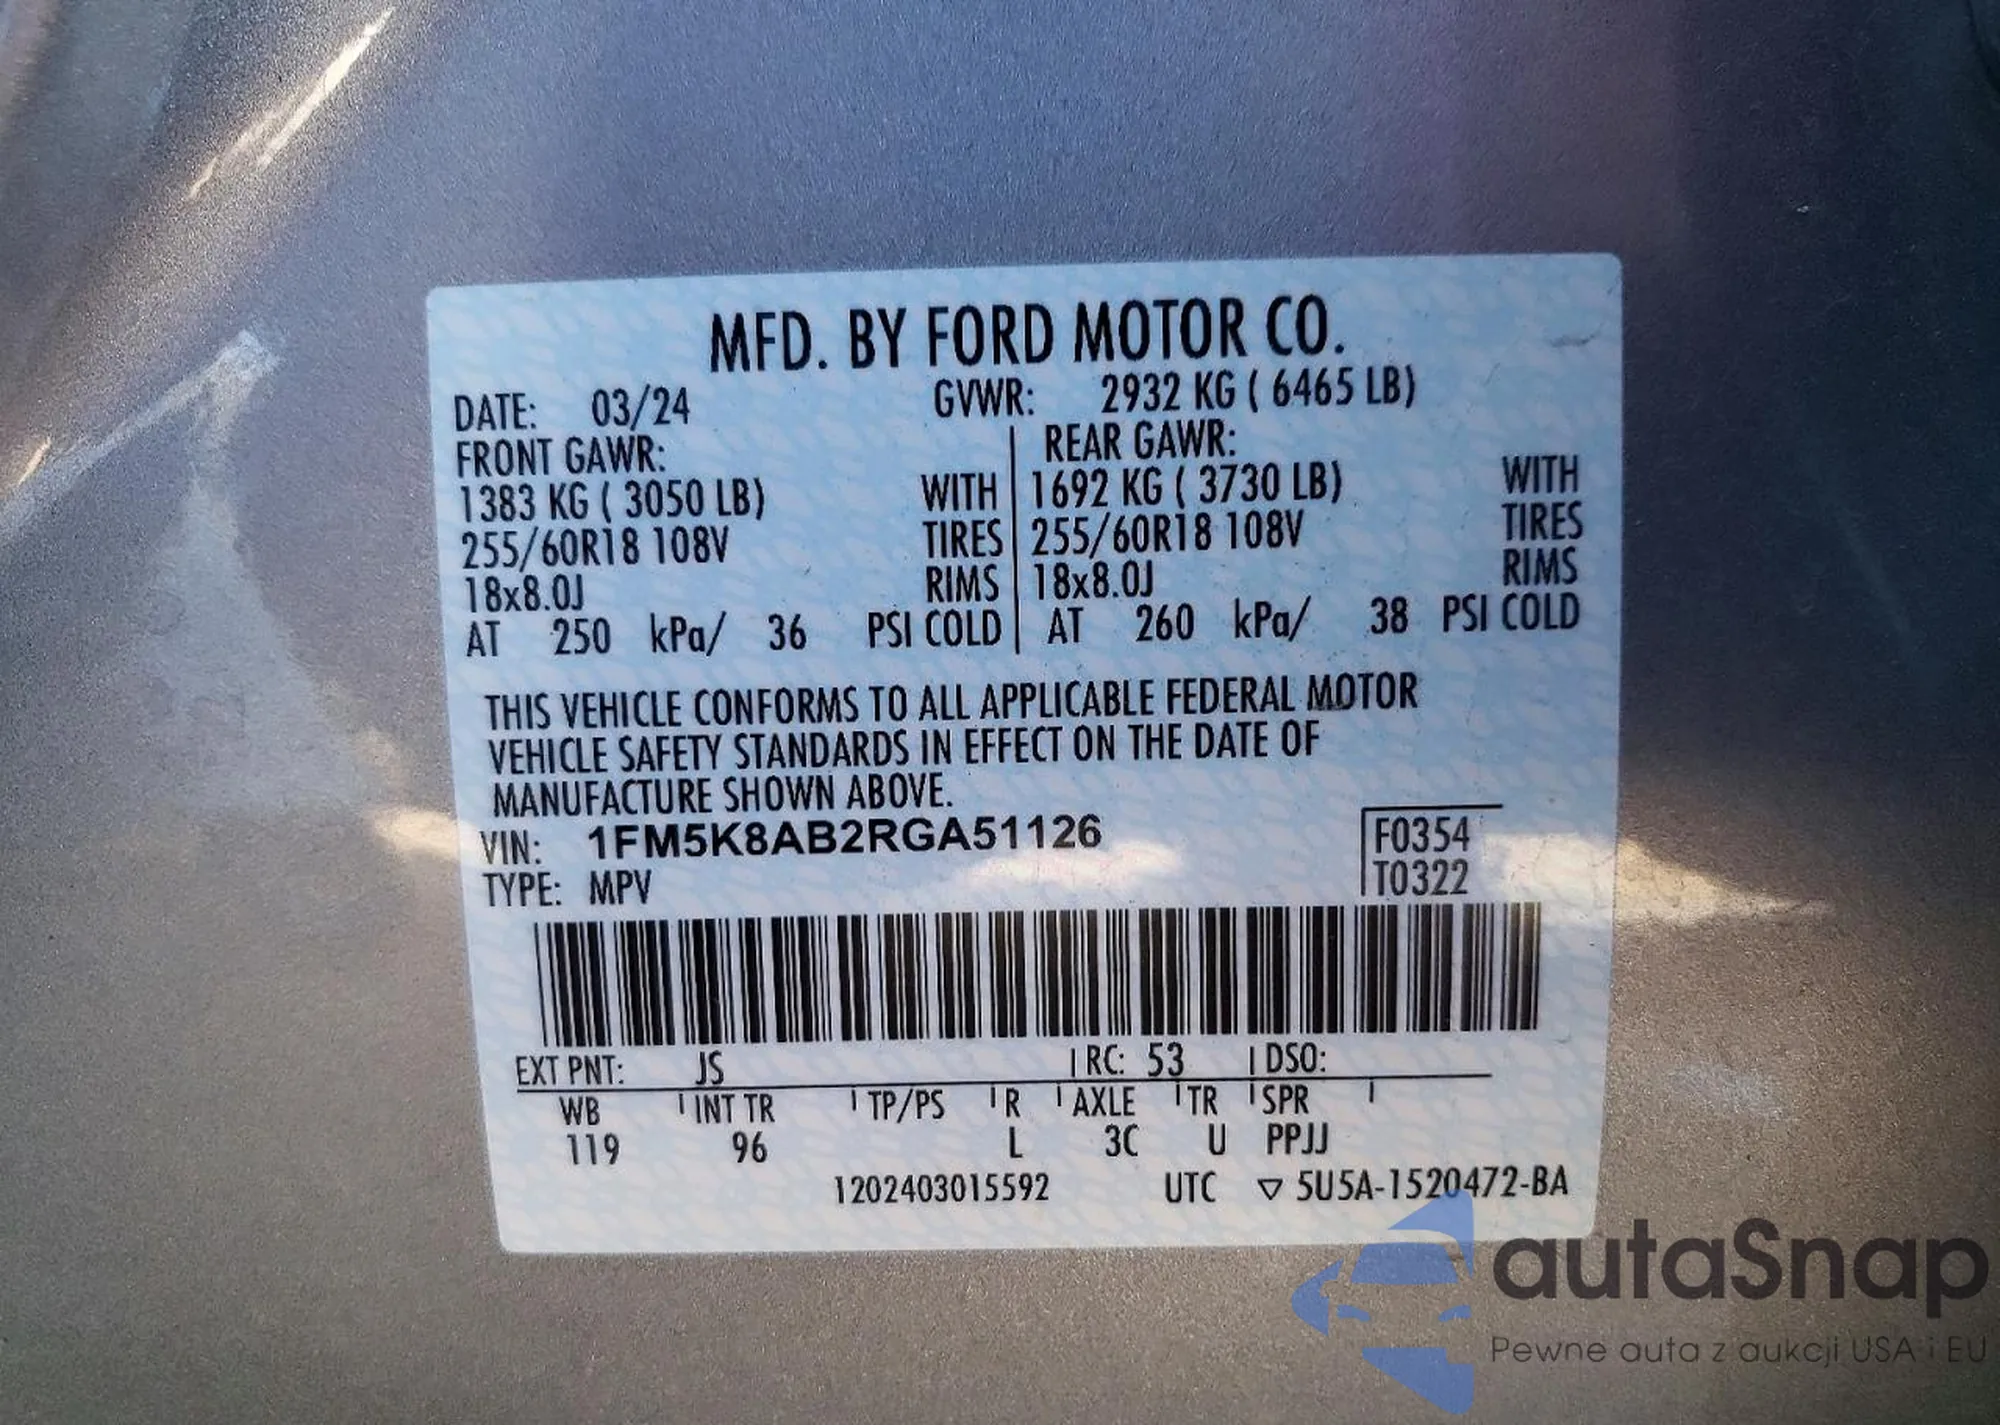 MFD. BY FORD MOTOR CO.
DATE: 03/24 GVWR: 2932 KG ( 6465 LB)
FRONT GAWR: REAR GAWR:
1383 KG ( 3050 LB) WITH 1692 KG ( 3730 LB) WITH
255/60R18 108V TIRES 255/60R18 108V TIRES
18x8.0J RIMS 18x8.0J RIMS
AT 250 kPa/ 36 PSI COLD AT 260 kPa/ 38 PSI COLD
THIS VEHICLE CONFORMS TO ALL APPLICABLE FEDERAL MOTOR
VEHICLE SAFETY STANDARDS IN EFFECT ON THE DATE OF
MANUFACTURE SHOWN ABOVE.
VIN: 1FM5K8AB2RGA51126 F0354
TYPE: MPV T0322
EXT PNT: JS RC: 53 DSO:
WB INT TR TP/PS R AXLE TR SPR
119 96 L 3C U PPJJ
1202403015592 UTC ▽ 5U5A-1520472-BA
autaSnap
Pewne auta z aukcji USA i EU